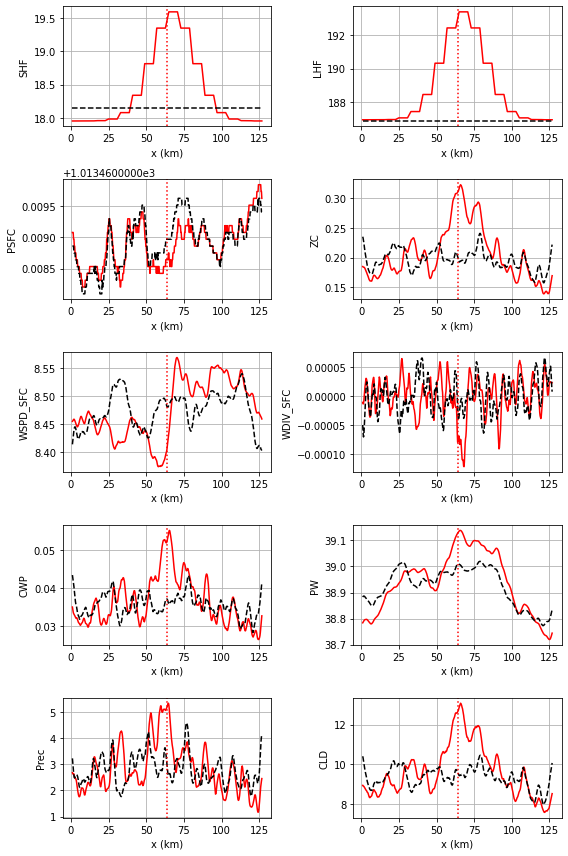 19.5
19.0
18.5
18.0
SHF
0 25 50 75 100 125
x (km)
192
190
188
LHF
0 25 50 75 100 125
x (km)
+1.0134600000e3
0.0095
0.0090
0.0085
PSFC
0 25 50 75 100 125
x (km)
0.30
0.25
0.20
0.15
ZC
0 25 50 75 100 125
x (km)
8.55
8.50
8.45
8.40
WSPD_SFC
0 25 50 75 100 125
x (km)
0.00005
0.00000
−0.00005
−0.00010
WDIV_SFC
0 25 50 75 100 125
x (km)
0.05
0.04
0.03
CWP
0 25 50 75 100 125
x (km)
39.1
39.0
38.9
38.8
38.7
PW
0 25 50 75 100 125
x (km)
5
4
3
2
1
Prec
0 25 50 75 100 125
x (km)
12
10
8
CLD
0 25 50 75 100 125
x (km)